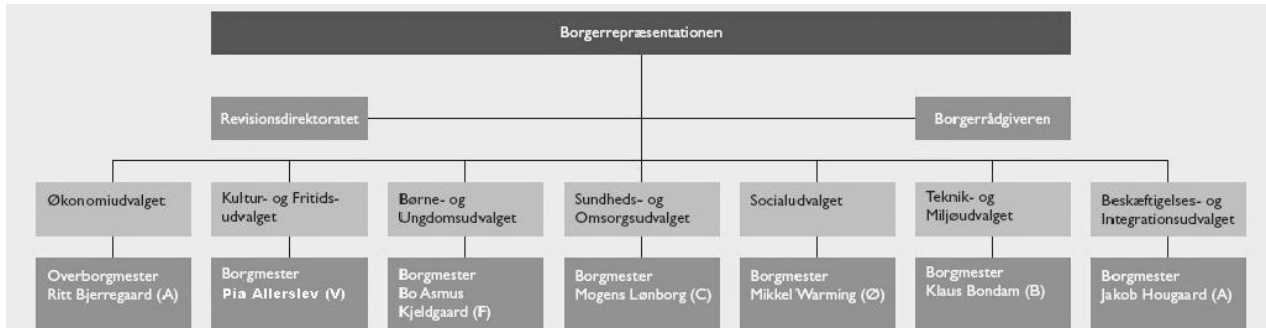 Borgerrepræsentationen
Revisionsdirektoratet
Borgerrådgiveren
Økonomiudvalget
Kultur- og Fritids-
udvalget
Børne- og
Ungdomsudvalget
Sundheds- og
Omsorgsudvalget
Socialudvalget
Teknik- og
Miljøudvalget
Beskæftigelses- og
Integrationsudvalget
Overborgmester
Ritt Bjerregaard (A)
Borgmester
Pia Allerslev (V)
Borgmester
Bo Asmus
Kjeldgaard (F)
Borgmester
Mogens Lønborg (C)
Borgmester
Mikkel Warming (Ø)
Borgmester
Klaus Bondam (B)
Borgmester
Jakob Hougaard (A)